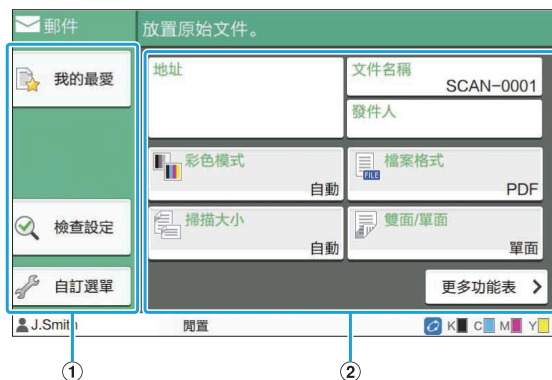 郵件
放置原始文件。
我的最愛
檢查設定
自訂選單
地址
文件名稱
SCAN-0001
發件人
彩色模式
自動
檔案格式
FILE
PDF
掃描大小
自動
雙面/單面
單面
更多功能表
J.Smith
閒置
K C M Y
1 2